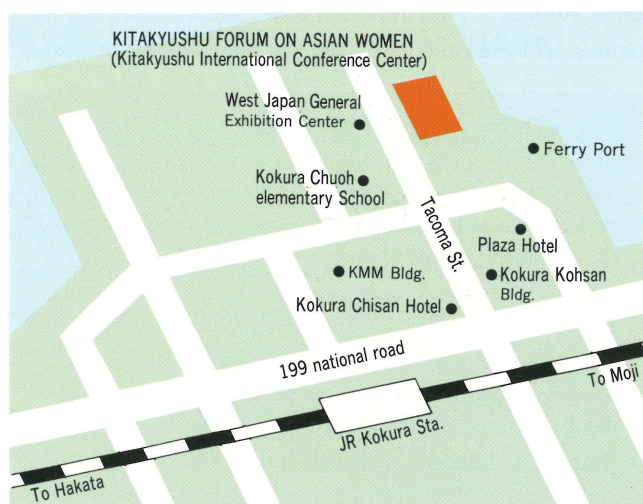 KITAKYUSHU FORUM ON ASIAN WOMEN
(Kitakyushu International Conference Center)
West Japan General
Exhibition Center
Ferry Port
Kokura Chuoh
elementary School
Tacoma St.
Plaza Hotel
KMM Bldg.
Kokura Kohsan
Bldg.
Kokura Chisan Hotel
199 national road
To Moji
JR Kokura Sta.
To Hakata